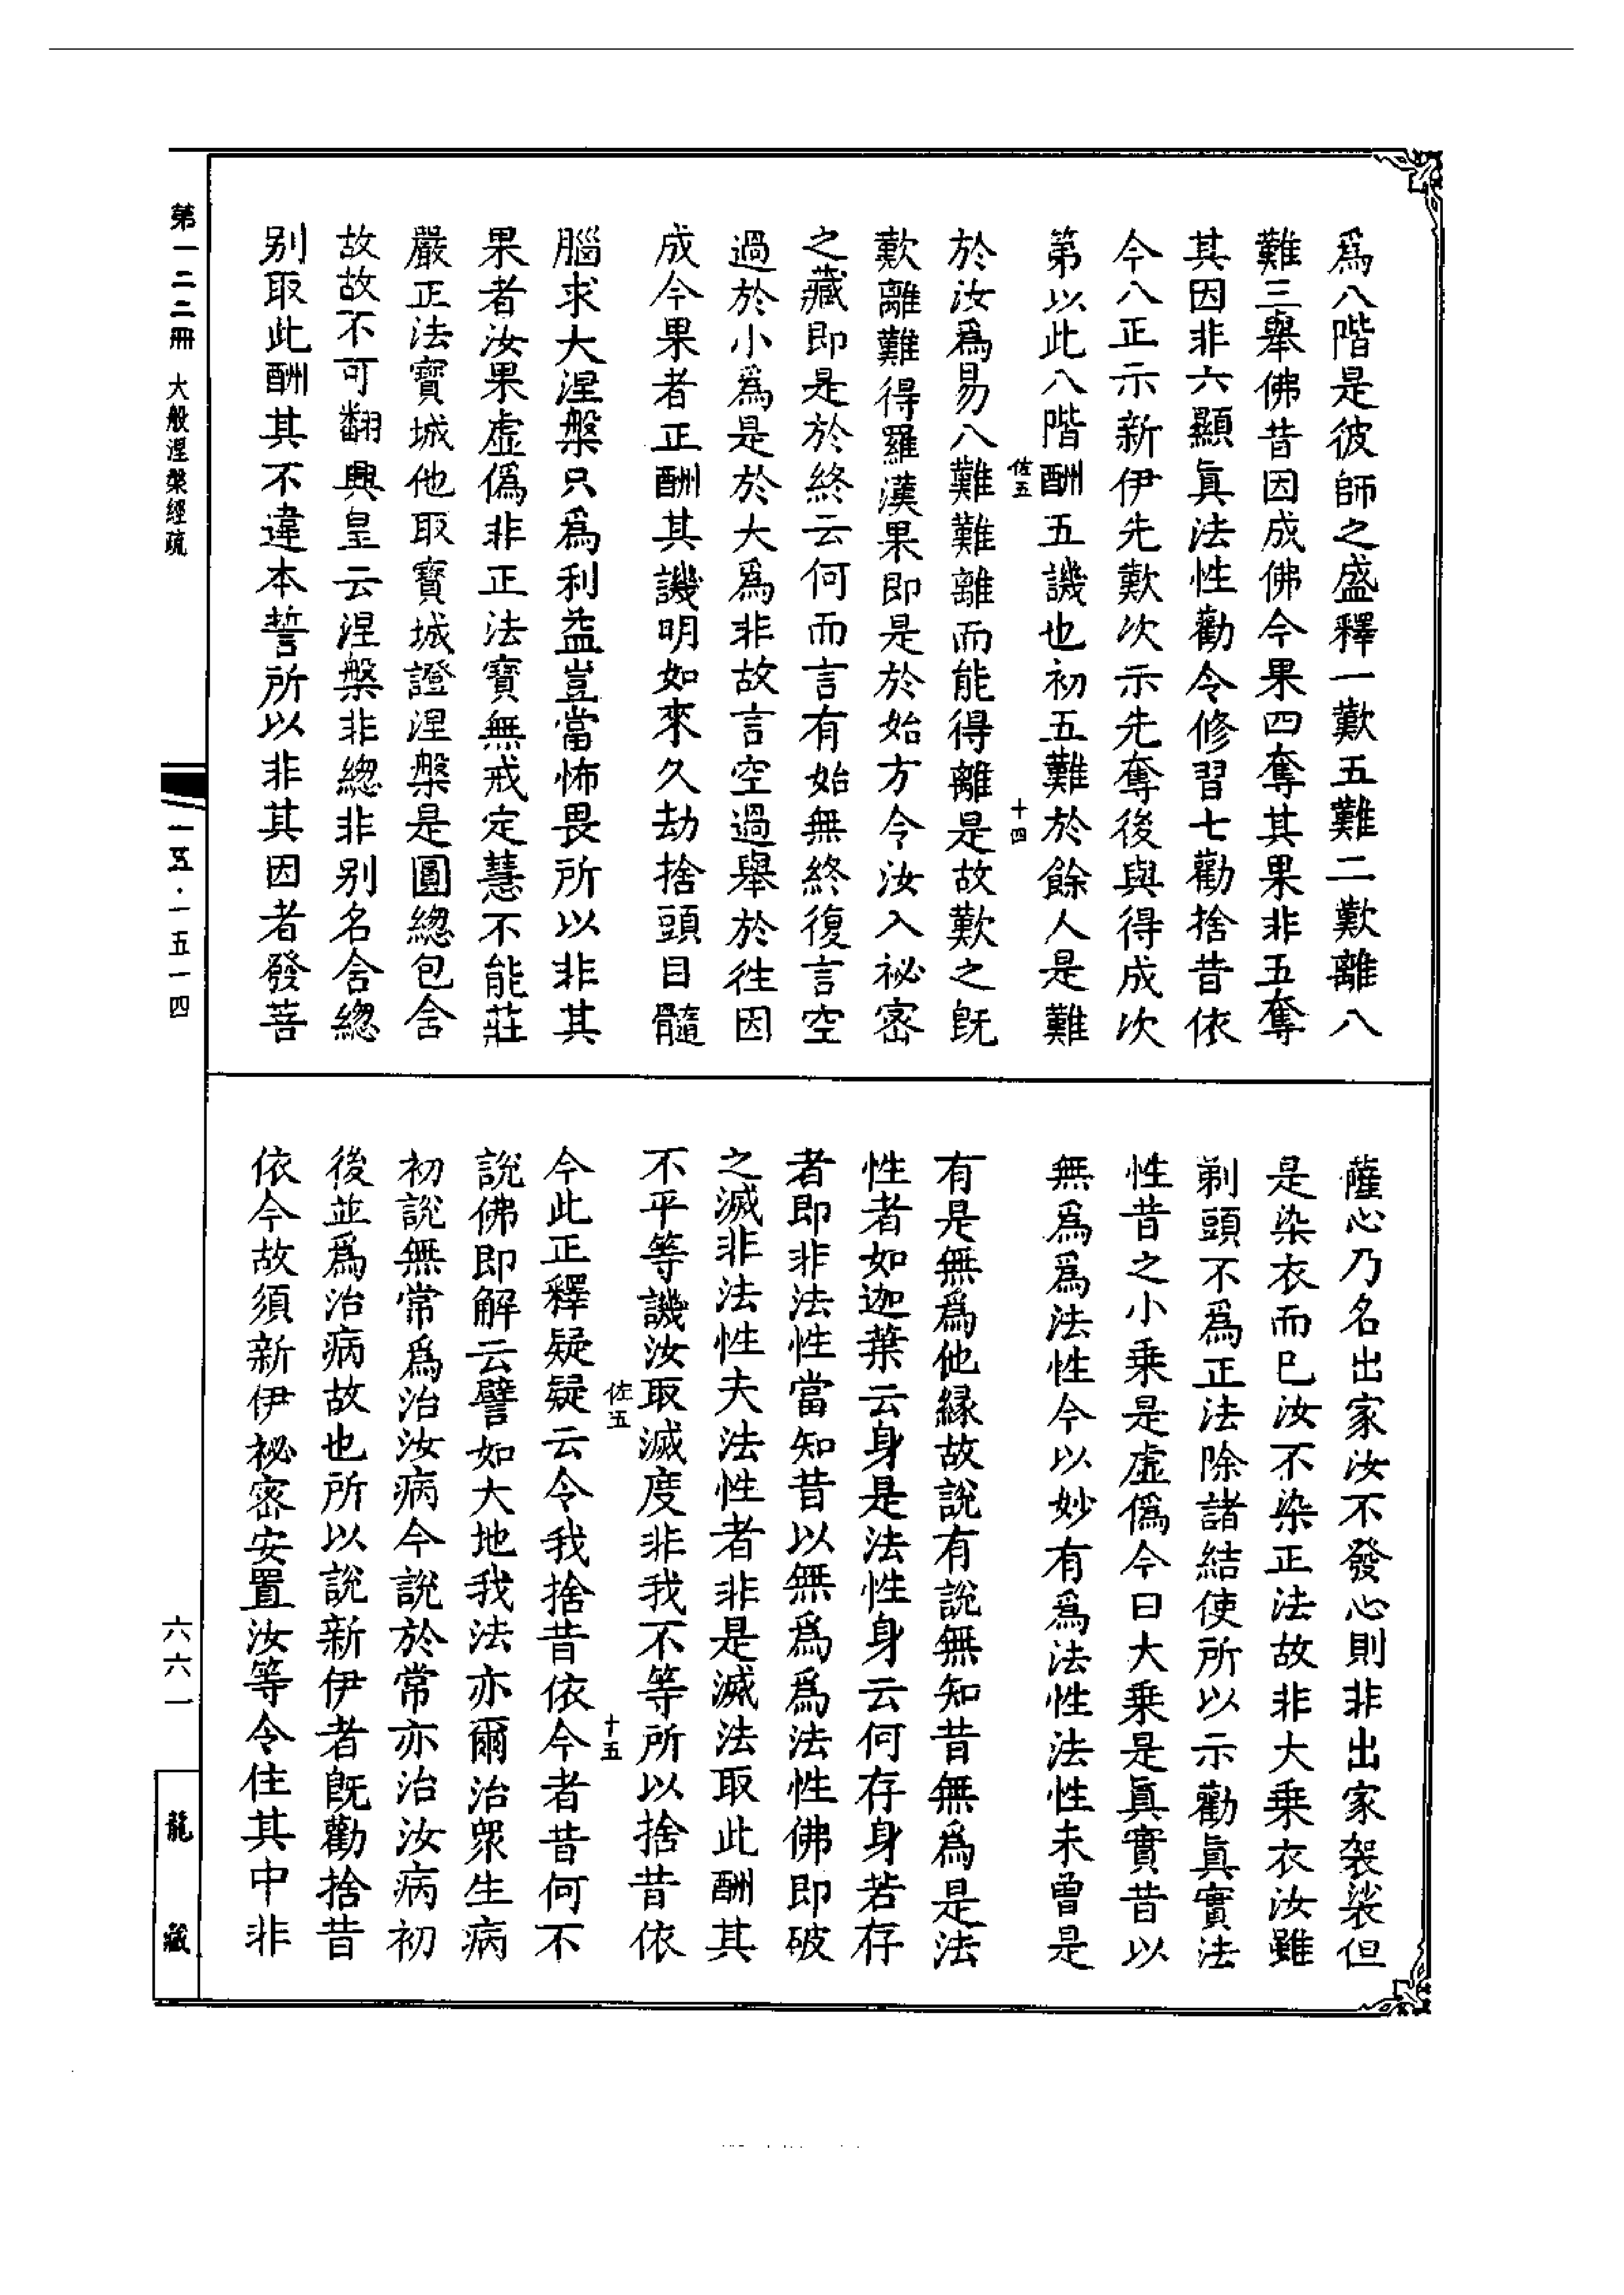 爲八階是彼師之盛釋一歎五難二歎離八
難三舉佛昔因成佛今果四奪其果非五奪
其因非六顯眞法性勸令修習七勸捨昔依
今八正示新伊先歎次示先奪後與得成次
第以此八階酬五譏也初五難於餘人是難
佐五
十四
於汝爲易八難難離而能得離是故歎之旣
歎離難難得羅漢果即是於始方令汝入祕密
之藏即是於終云何而言有始無終復言空
過於小爲是於大爲非故言空過舉於徃因
成今果者正酬其譏明如來久劫捨頭目髓
腦求大涅槃只爲利益豈當怖畏所以非其
果者汝果虛僞非正法寶無戒定慧不能莊
嚴正法寶城他取寶城證涅槃是圓緫包含
故故不可翻興皇云涅槃非緫非别名含緫
别取此酬其不違本誓所以非其因者發菩
薩心乃名出家汝不發心則非出家袈裟但
是染衣而已汝不染正法故非大乘衣汝雖
剃頭不爲正法除諸結使所以示勸眞實法
性昔之小乘是虛僞今日大乘是眞實昔以
無爲爲法性今以妙有爲法性法性未曾是
有是無爲他緣故說有說無知昔無爲是法
性者如迦葉云身是法性身云何存身若存
者即非法性當知昔以無爲爲法性佛即破
之滅非法性夫法性者非是滅法取此酬其
不平等譏汝取滅度非我不等所以捨昔依
佐五
十五
今此正釋疑疑云令我捨昔依今者昔何不
說佛即解云譬如大地我法亦爾治眾生病
初說無常爲治汝病今說於常亦治汝病初
後並爲治病故也所以說新伊者旣勸捨昔
依今故須新伊祕密安置汝等令住其中非
第一二二冊
大般涅槃經疏
一五·一五一四
六六一
龍藏